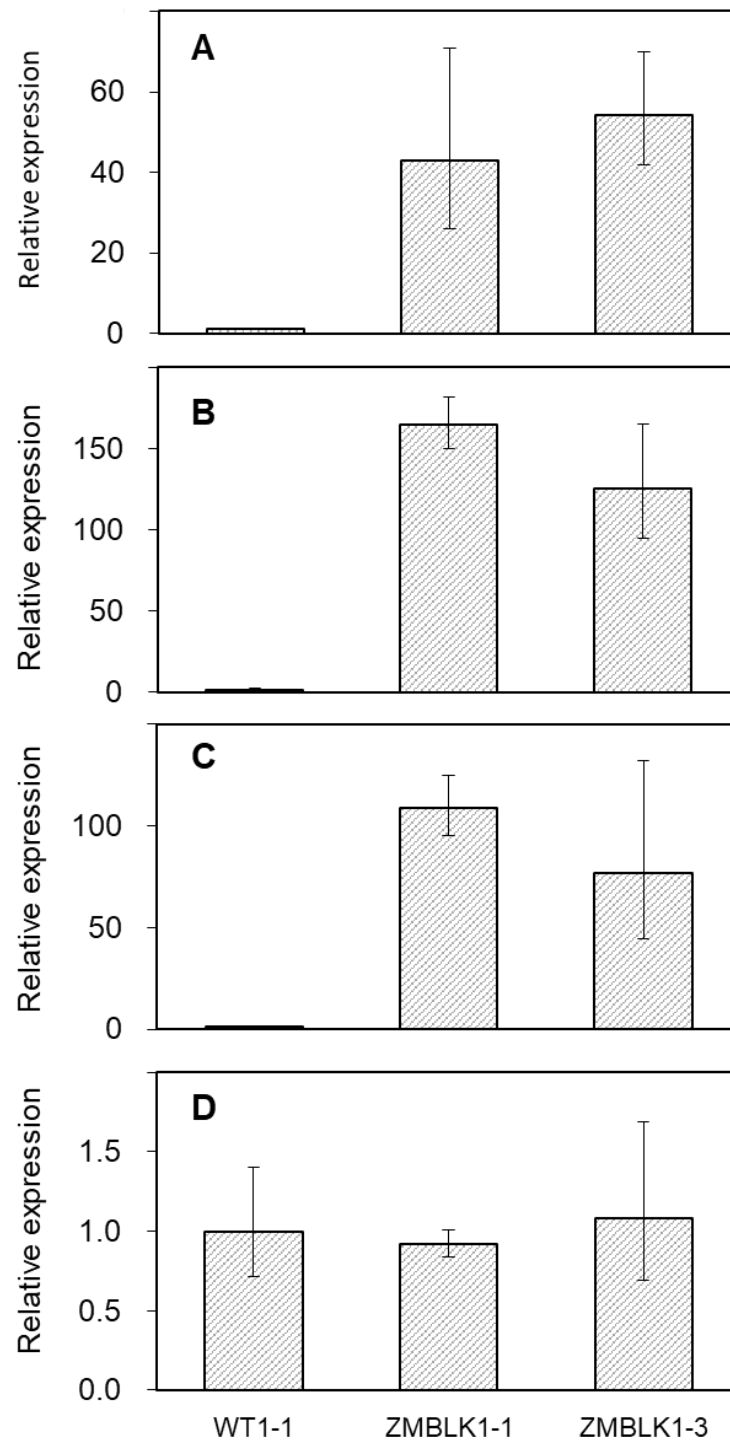 A
Relative expression
60
40
20
0
B
Relative expression
150
100
50
0
C
Relative expression
100
50
0
D
Relative expression
1.5
1.0
0.5
0.0
WT1-1 ZMBLK1-1 ZMBLK1-3